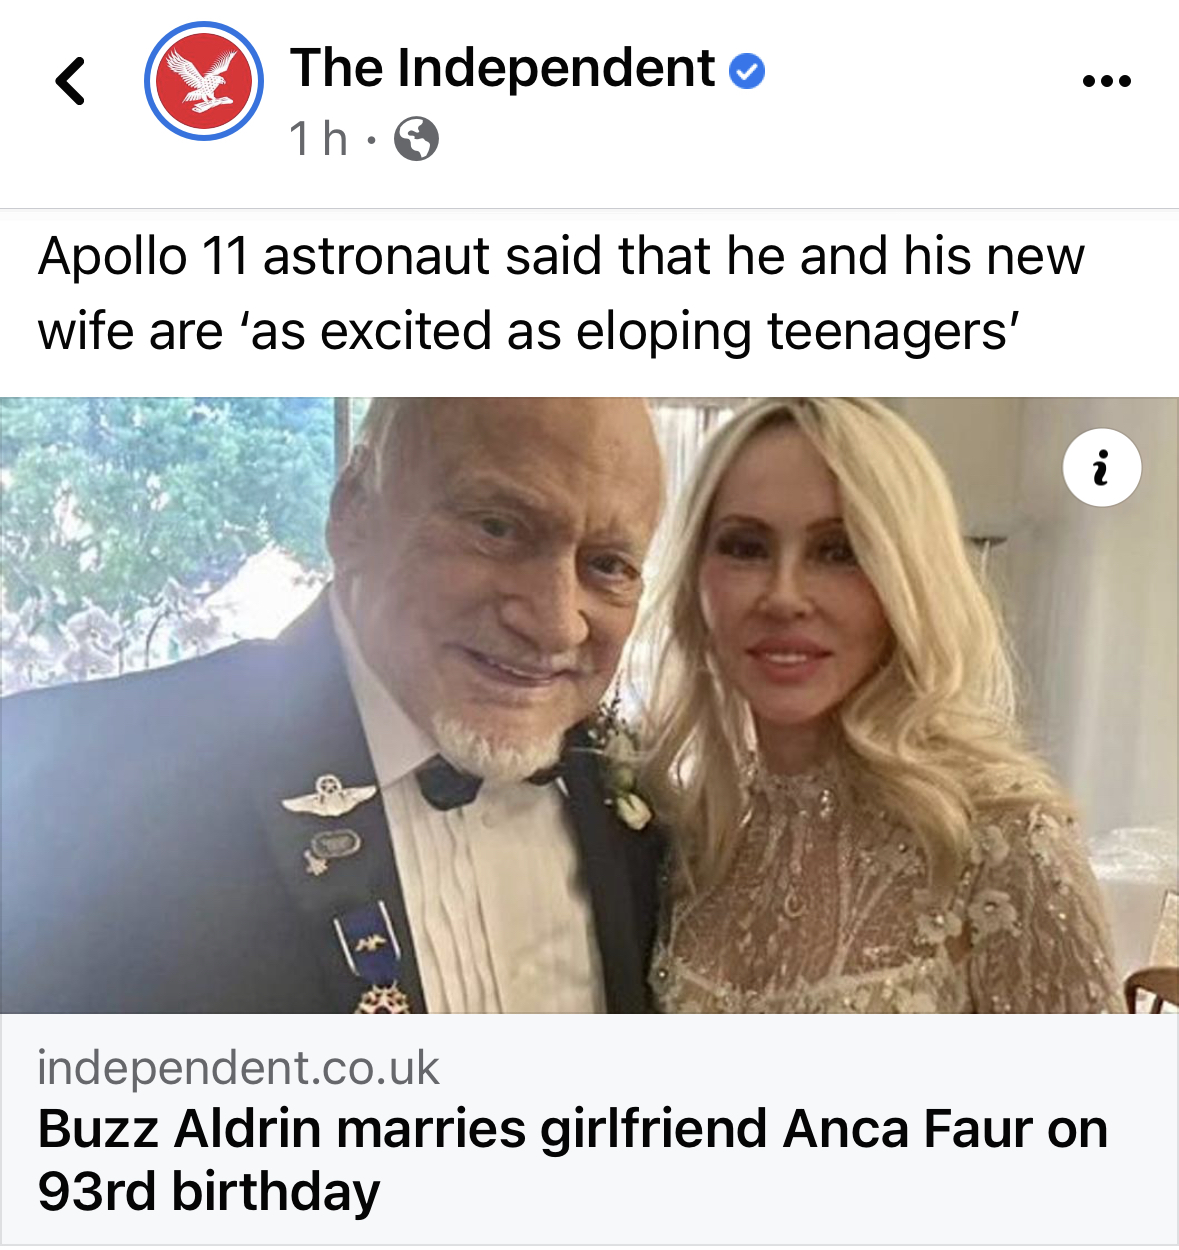 The Independent
1 h ·
Apollo 11 astronaut said that he and his new
wife are ‘as excited as eloping teenagers’
i
independent.co.uk
Buzz Aldrin marries girlfriend Anca Faur on
93rd birthday